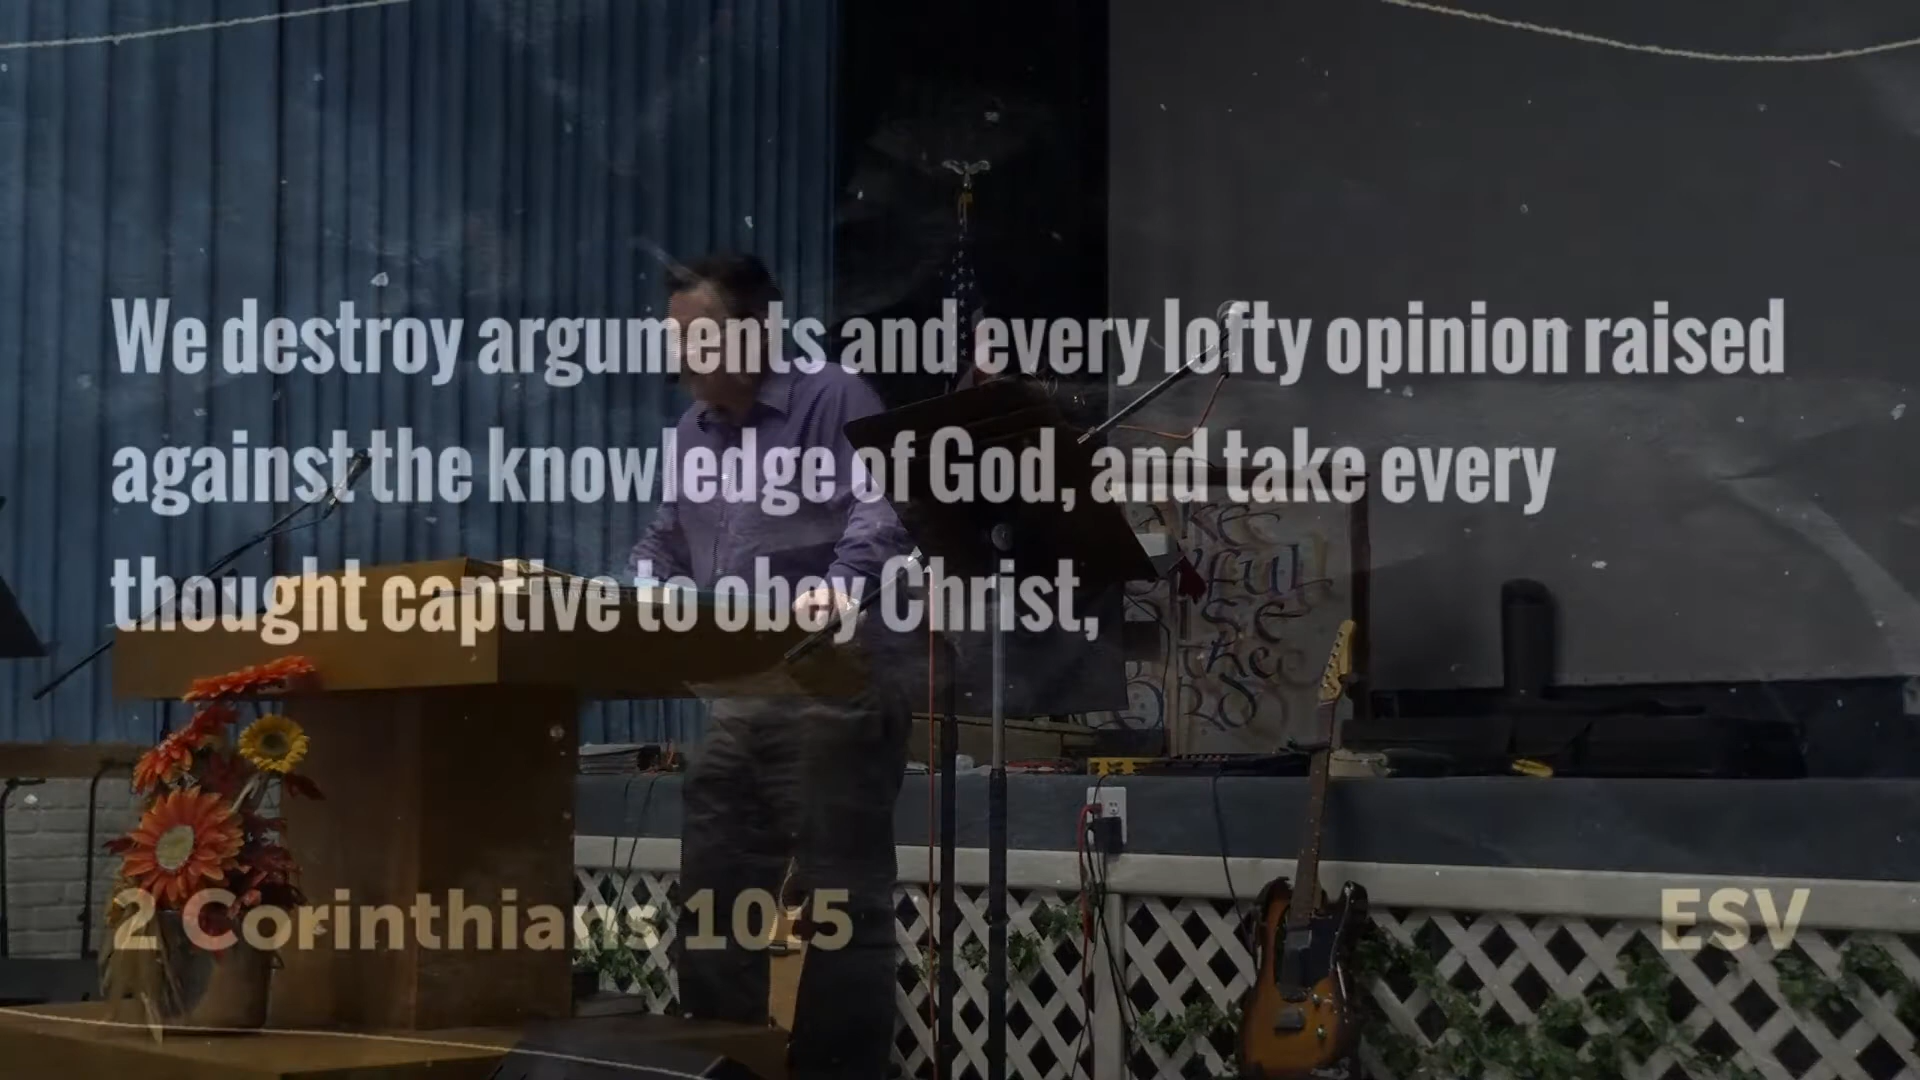 We destroy arguments and every lofty opinion raised
against the knowledge of God, and take every
thought captive to obey Christ,
2 Corinthians 10:5
ESV